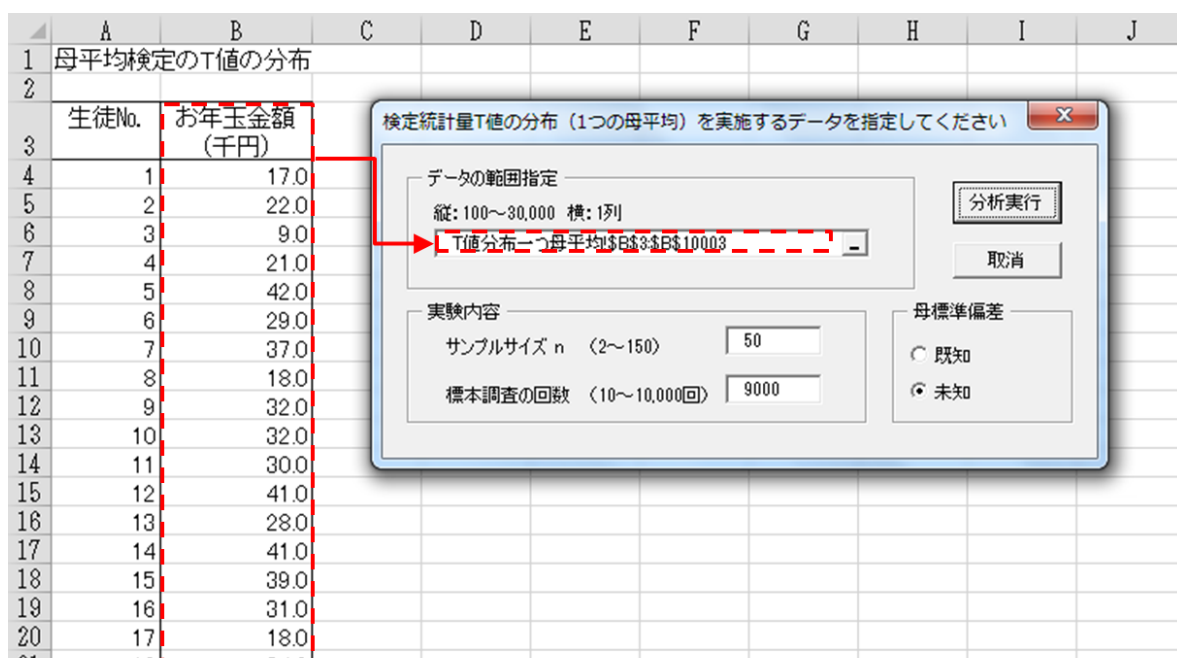 A B C D E F G H I J
1 母平均検定のT値の分布
2
3 生徒No. お年玉金額
(千円)
4 1 17.0
5 2 22.0
6 3 9.0
7 4 21.0
8 5 42.0
9 6 29.0
10 7 37.0
11 8 18.0
12 9 32.0
13 10 32.0
14 11 30.0
15 12 41.0
16 13 28.0
17 14 41.0
18 15 39.0
19 16 31.0
20 17 18.0
検定統計量T値の分布(1つの母平均)を実施するデータを指定してください
データの範囲指定
縦:100～30,000 横:1列
T値分布一つ母平均!$B$3:$B$10003
分析実行
取消
実験内容
サンプルサイズ n (2～150) 50
標本調査の回数 (10～10,000回) 9000
母標準偏差
既知
未知